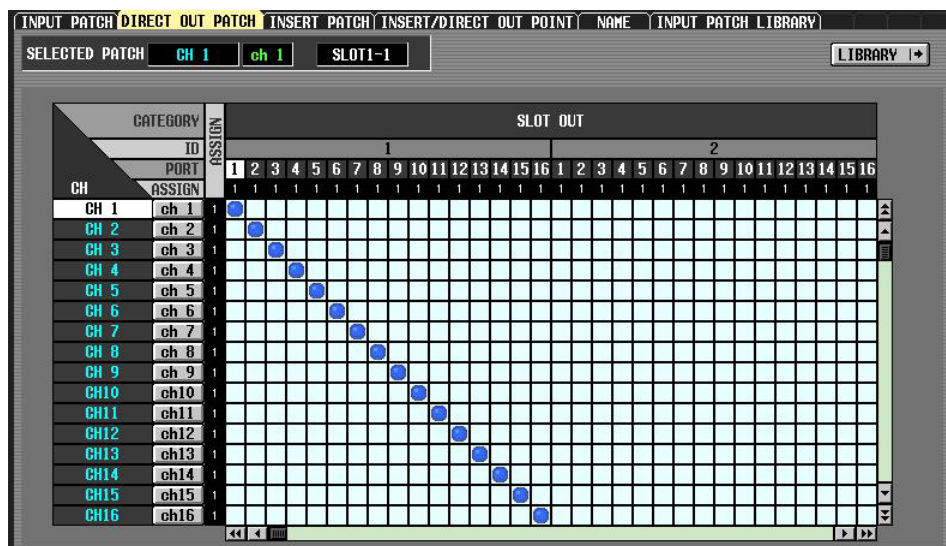 INPUT PATCH DIRECT OUT PATCH INSERT PATCH INSERT/DIRECT OUT POINT NAME INPUT PATCH LIBRARY
SELECTED PATCH CH 1 ch 1 SLOT1-1 LIBRARY
CATEGORY ASSIGN SLOT OUT
ID 1 2
PORT 1 2 3 4 5 6 7 8 9 10 11 12 13 14 15 16 1 2 3 4 5 6 7 8 9 10 11 12 13 14 15 16
CH ASSIGN 1 1 1 1 1 1 1 1 1 1 1 1 1 1 1 1 1 1 1 1 1 1 1 1 1 1 1 1 1 1 1 1
CH 1 ch 1 1
CH 2 ch 2 1
CH 3 ch 3 1
CH 4 ch 4 1
CH 5 ch 5 1
CH 6 ch 6 1
CH 7 ch 7 1
CH 8 ch 8 1
CH 9 ch 9 1
CH10 ch10 1
CH11 ch11 1
CH12 ch12 1
CH13 ch13 1
CH14 ch14 1
CH15 ch15 1
CH16 ch16 1